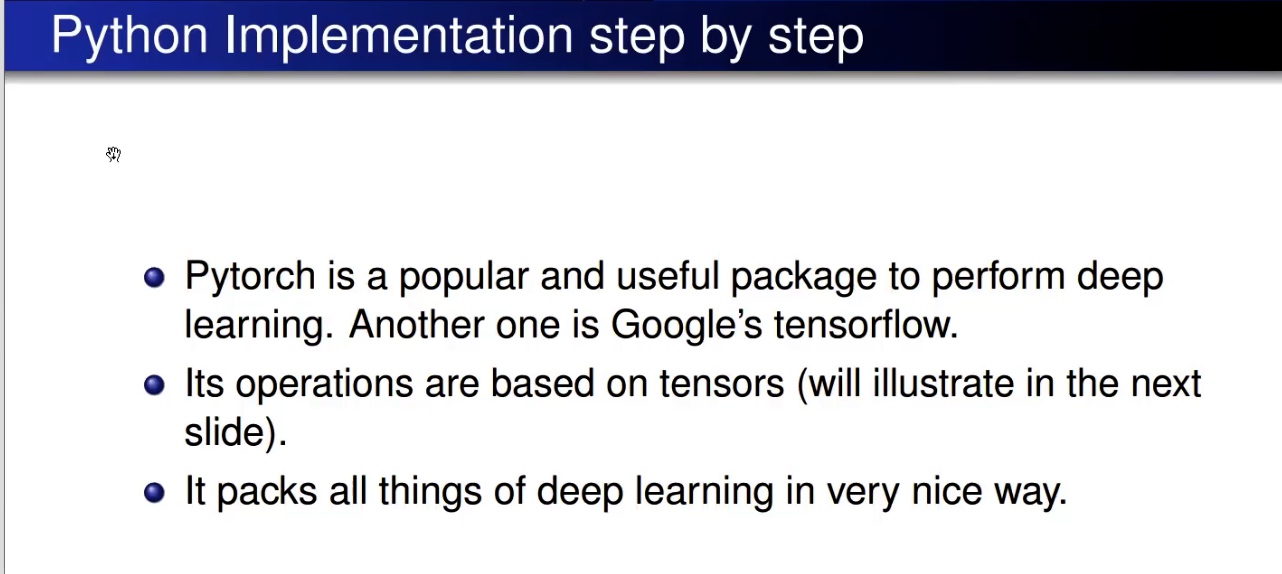 Python Implementation step by step
Pytorch is a popular and useful package to perform deep
learning. Another one is Google's tensorflow.
Its operations are based on tensors (will illustrate in the next
slide).
It packs all things of deep learning in very nice way.